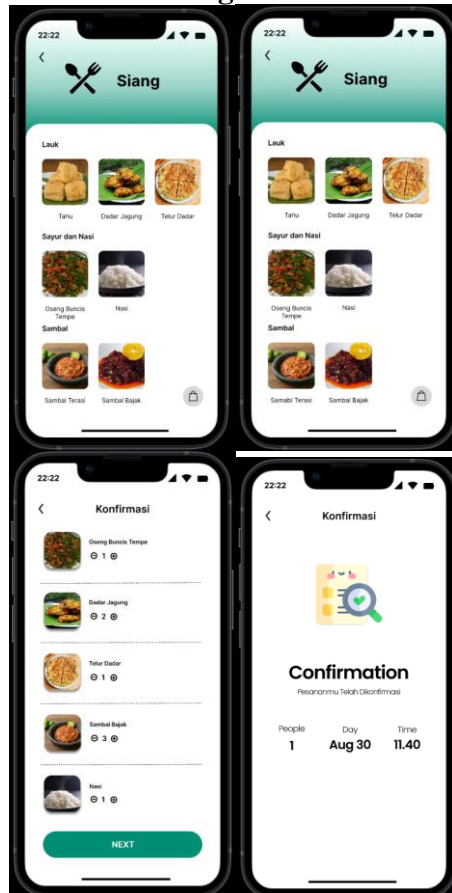 22:22
Siang
Lauk
Tahu
Dadar Jagung
Telur Dadar
Sayur dan Nasi
Oseng Buncis
Tempe
Nasi
Sambal
Sambal Terasi
Sambal Bajak
22:22
Siang
Lauk
Tahu
Dadar Jagung
Telur Dadar
Sayur dan Nasi
Oseng Buncis
Tempe
Nasi
Sambal
Semabl Terasi
Sambal Bajak
22:22
Konfirmasi
Oseng Buncis Tempe
1
Dadar Jagung
2
Telur Dadar
1
Sambal Bajak
3
Nasi
1
NEXT
22:22
Konfirmasi
Confirmation
Pesananmu Telah Dikonfirmasi
People
1
Day
Aug 30
Time
11.40